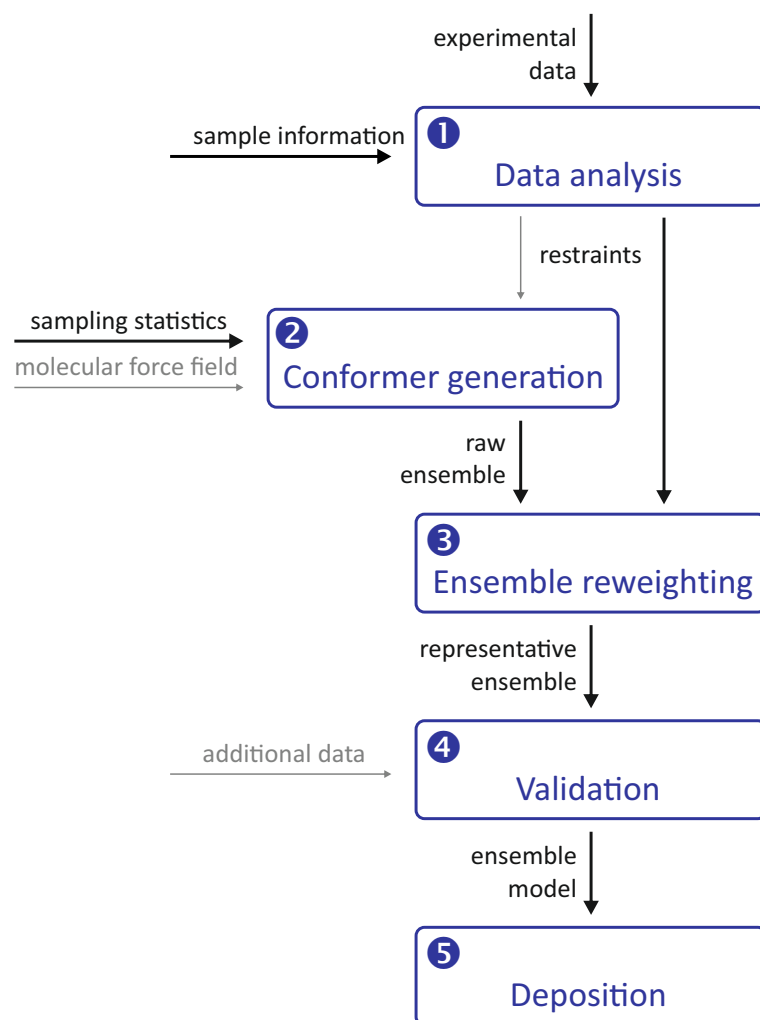 experimental
data
sample information
1
Data analysis
restraints
sampling statistics
molecular force field
2
Conformer generation
raw
ensemble
3
Ensemble reweighting
representative
ensemble
additional data
4
Validation
ensemble
model
5
Deposition